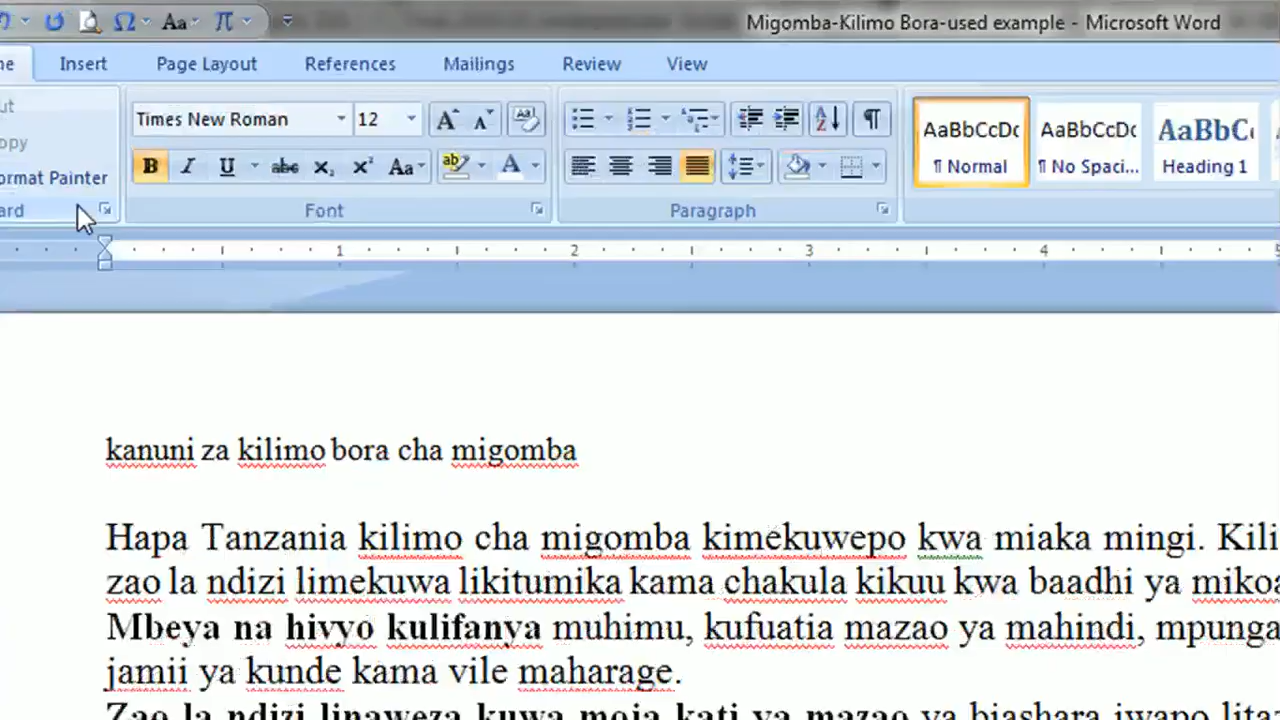 Migomba-Kilimo Bora-used example - Microsoft Word
Insert Page Layout References Mailings Review View
Times New Roman 12
AaBbCcDc AaBbCcDc
¶ Normal ¶ No Spaci... Heading 1
ormat Painter
Font Paragraph
1 2 3 4
kanuni za kilimo bora cha migomba
Hapa Tanzania kilimo cha migomba kimekuwepo kwa miaka mingi. Kili
zao la ndizi limekuwa likitumika kama chakula kikuu kwa baadhi ya mikoa
Mbeya na hivyo kulifanya muhimu, kufuatia mazao ya mahindi, mpunga
jamii ya kunde kama vile maharage.
Zao la ndizi linaweza kuwa moja kati ya mazao ya biashara iwapo